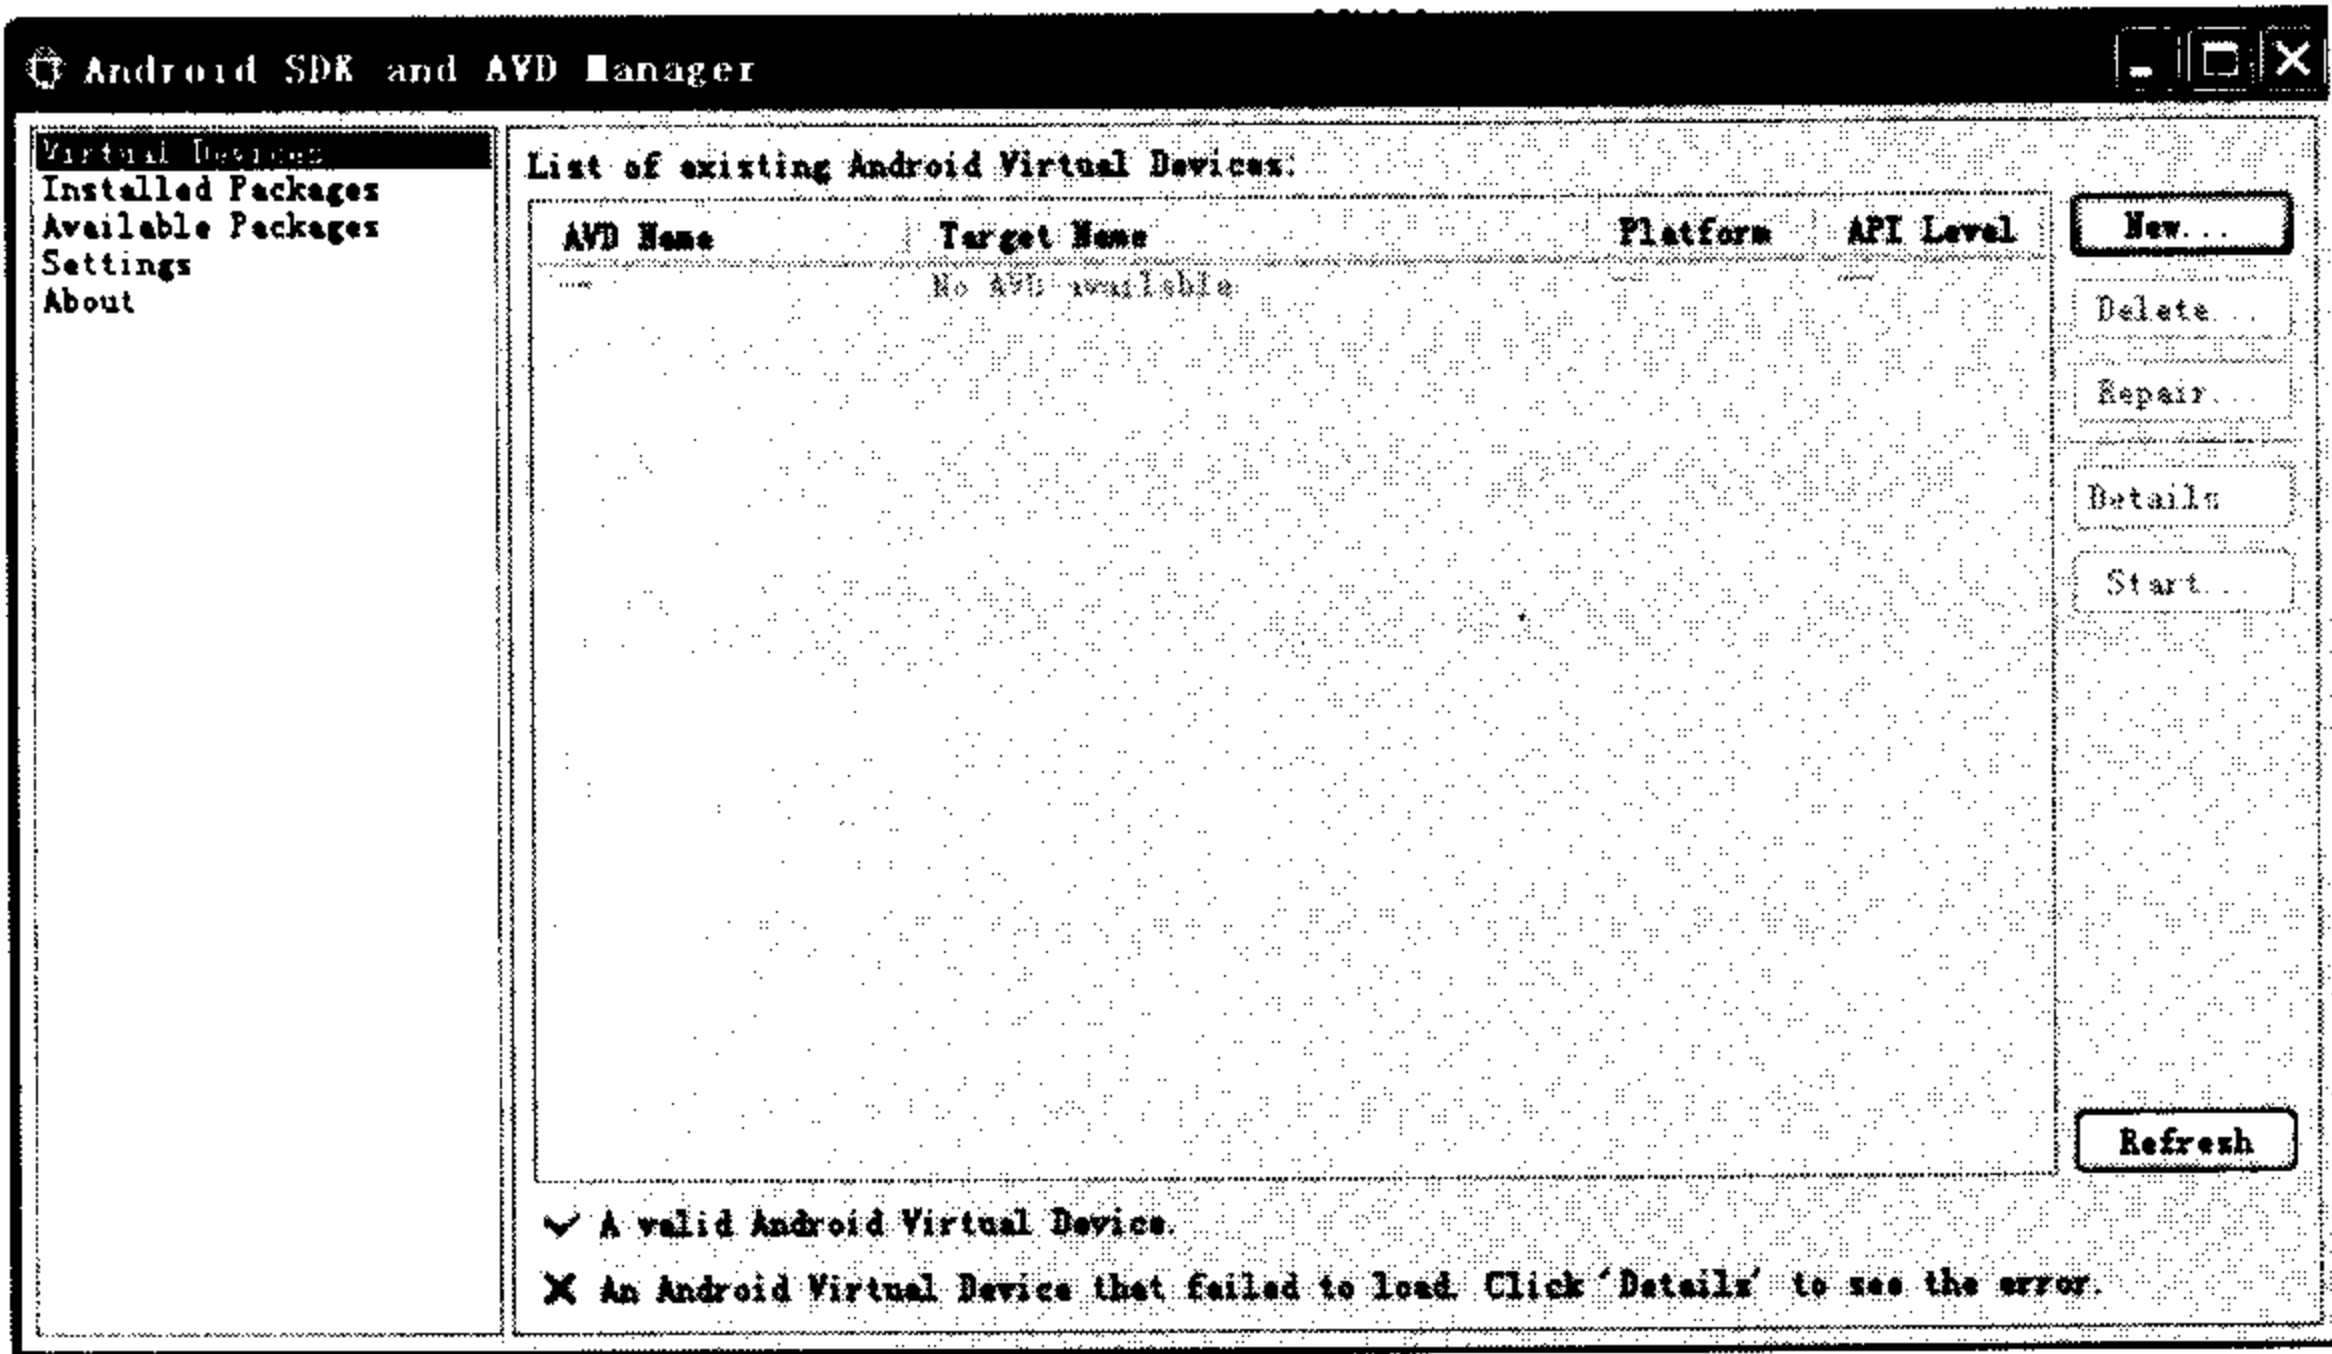 Android SDK and AVD Manager
Virtual Devices
Installed Packages
Available Packages
Settings
About
List of existing Android Virtual Devices:
AVD Name Target Name Platform API Level
--- No AVD available --- ---
New...
Delete...
Repair...
Details
Start...
Refresh
A valid Android Virtual Device.
An Android Virtual Device that failed to load. Click 'Details' to see the error.